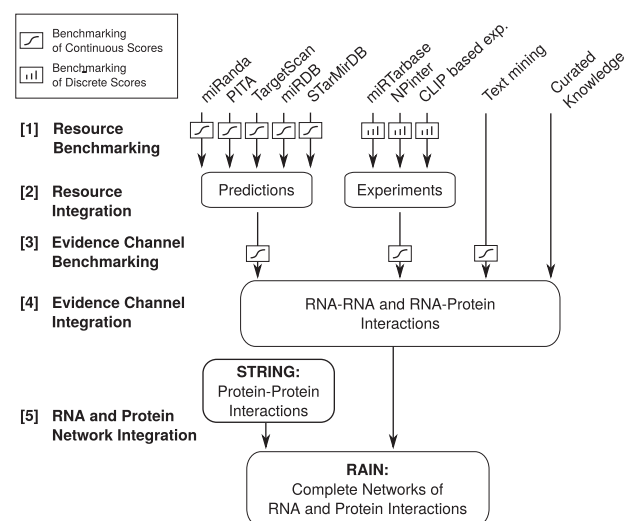 Benchmarking
of Continuous Scores
Benchmarking
of Discrete Scores
miRanda
PITA
TargetScan
miRDB
STarMirDB
miRTarbase
NPinter
CLIP based exp.
Text mining
Curated
Knowledge
[1] Resource
Benchmarking
[2] Resource
Integration
Predictions
Experiments
[3] Evidence Channel
Benchmarking
[4] Evidence Channel
Integration
RNA-RNA and RNA-Protein
Interactions
STRING:
Protein-Protein
Interactions
[5] RNA and Protein
Network Integration
RAIN:
Complete Networks of
RNA and Protein Interactions